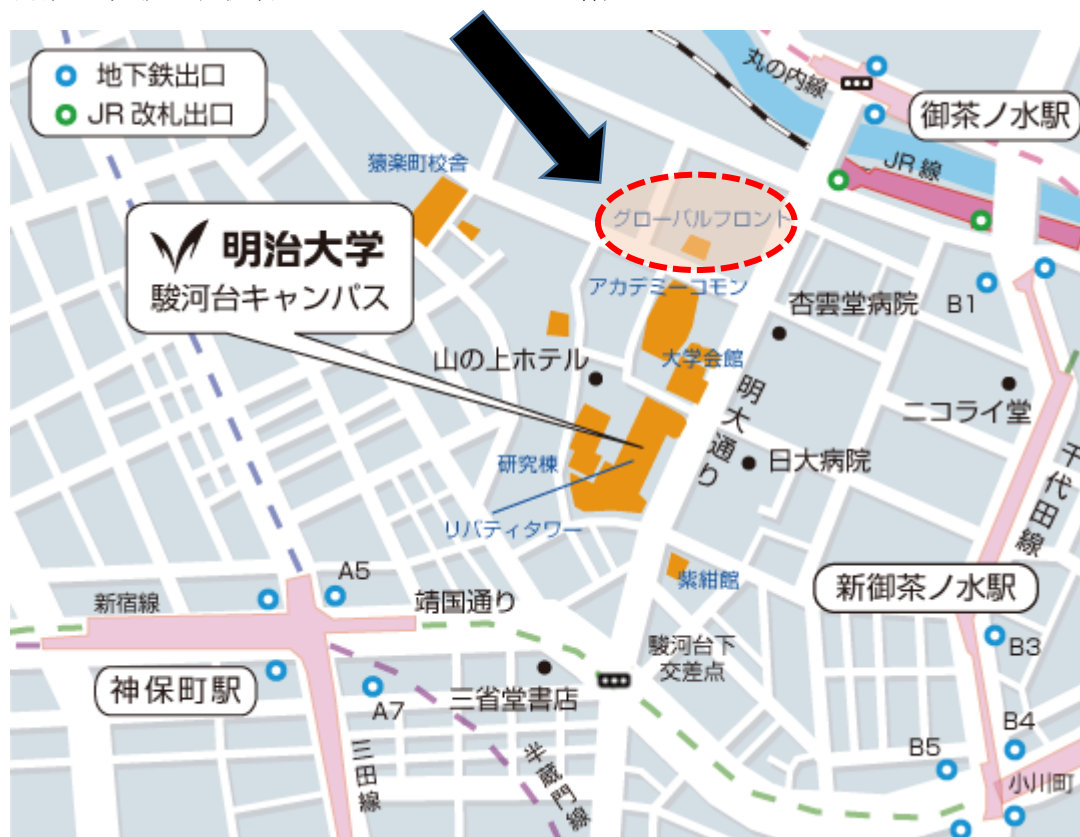 地下鉄出口
JR 改札出口
丸の内線
御茶ノ水駅
JR 線
猿楽町校舎
グローバルフロント
明治大学
駿河台キャンパス
アカデミーコモン
杏雲堂病院
B1
山の上ホテル
大学会館
明大通り
ニコライ堂
研究棟
日大病院
千代田線
リバティタワー
A5
新宿線
靖国通り
紫紺館
新御茶ノ水駅
駿河台下
交差点
B3
神保町駅
A7
三省堂書店
B4
三田線
半蔵門線
B5
小川町